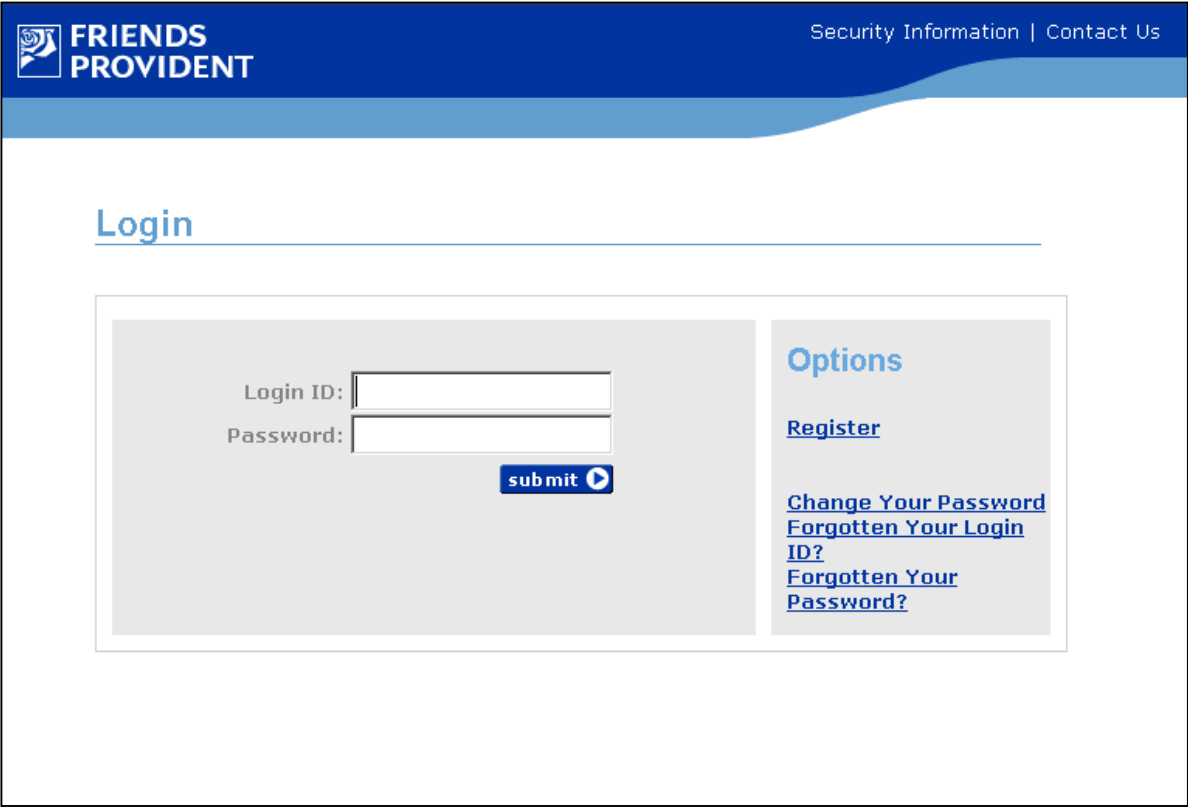 FRIENDS
PROVIDENT
Security Information | Contact Us
Login
Login ID:
Password:
submit
Options
Register
Change Your Password
Forgotten Your Login
ID?
Forgotten Your
Password?